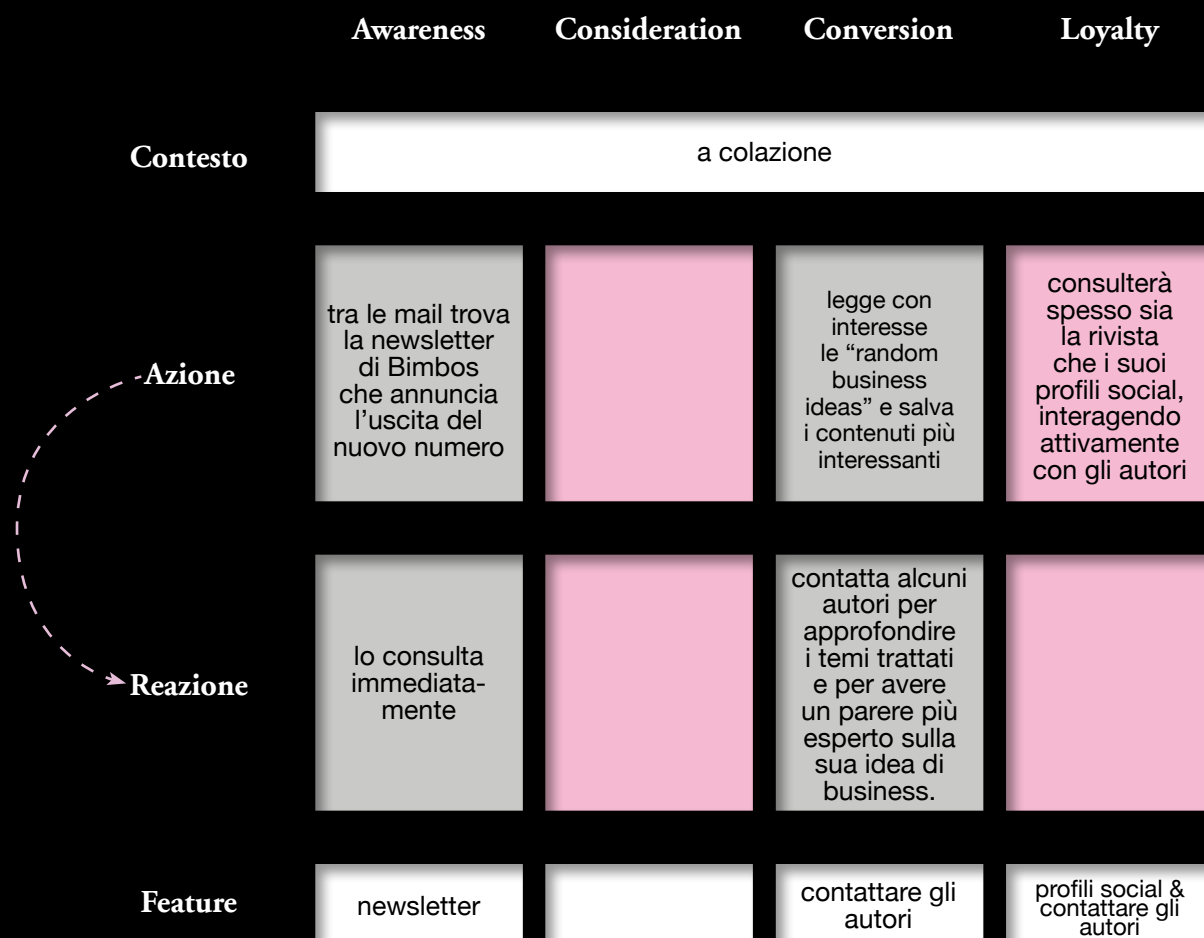 Awareness Consideration Conversion Loyalty
Contesto
a colazione
Azione
tra le mail trova
la newsletter
di Bimbos
che annuncia
l'uscita del
nuovo numero
legge con
interesse
le “random
business
ideas” e salva
i contenuti più
interessanti
consulterà
spesso sia
la rivista
che i suoi
profili social,
interagendo
attivamente
con gli autori
Reazione
lo consulta
immediata-
mente
contatta alcuni
autori per
approfondire
i temi trattati
e per avere
un parere più
esperto sulla
sua idea di
business.
Feature
newsletter
contattare gli
autori
profili social &
contattare gli
autori